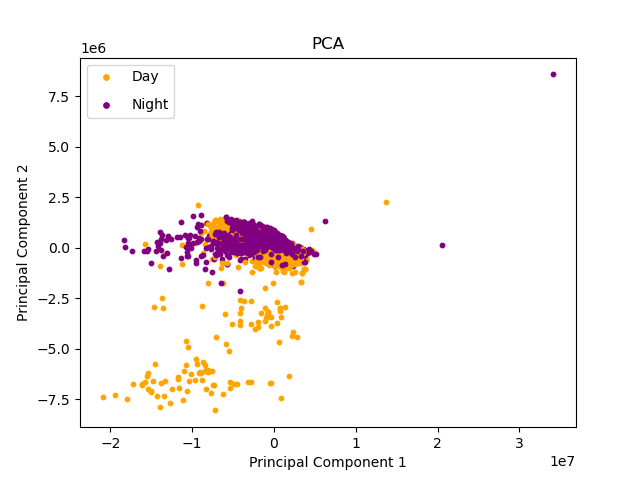 PCA
1e6
Day
Night
7.5
5.0
2.5
0.0
−2.5
−5.0
−7.5
Principal Component 2
−2
−1
0
1
2
3
Principal Component 1
1e7